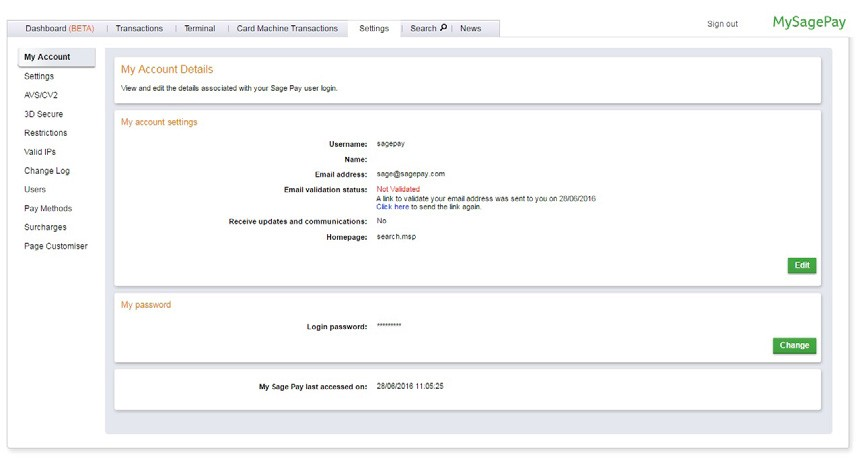 Dashboard (BETA) | Transactions | Terminal | Card Machine Transactions Settings | Search | News
Sign out
MySagePay
My Account
Settings
AVS/CV2
3D Secure
Restrictions
Valid IPs
Change Log
Users
Pay Methods
Surcharges
Page Customiser
My Account Details
View and edit the details associated with your Sage Pay user login.
My account settings
Username: sagepay
Name:
Email address: sage@sagepay.com
Email validation status: Not Validated
A link to validate your email address was sent to you on 28/06/2016
Click here to send the link again.
Receive updates and communications: No
Homepage: search.msp
Edit
My password
Login password: *********
Change
My Sage Pay last accessed on: 28/06/2016 11:05:25